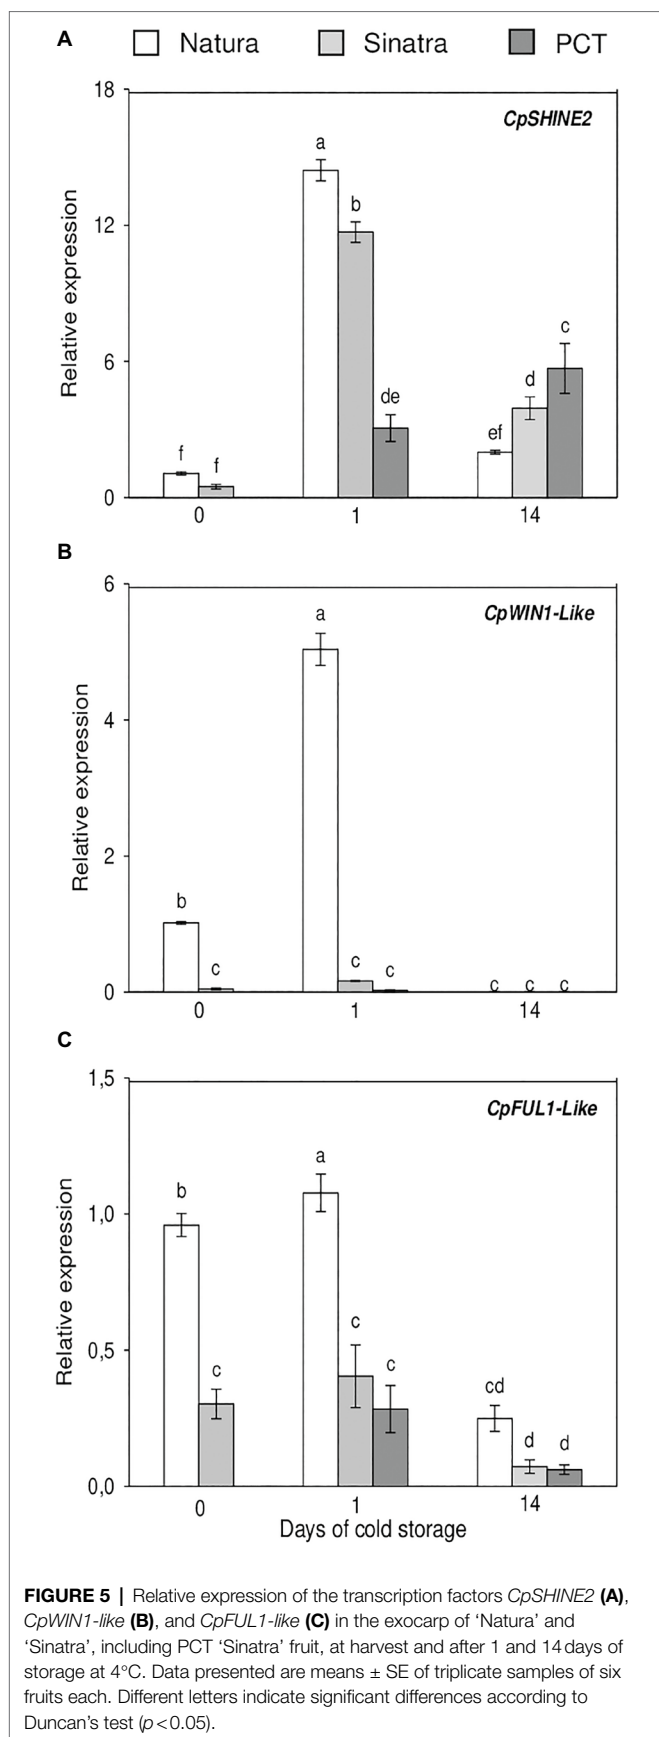 A
Natura Sinatra PCT
18
CpSHINE2
a
b
12
Relative expression
c
6
d
de
ef
f f
0
0 1 14
B
6
CpWIN1-Like
a
4
Relative expression
2
b
c c c c c c
0
0 1 14
C
1,5
CpFUL1-Like
a
b
1,0
Relative expression
0,5
c
c
c
cd
d d
0,0
0 1 14
Days of cold storage
FIGURE 5 | Relative expression of the transcription factors CpSHINE2 (A),
CpWIN1-like (B), and CpFUL1-like (C) in the exocarp of ‘Natura’ and
‘Sinatra’, including PCT ‘Sinatra’ fruit, at harvest and after 1 and 14 days of
storage at 4°C. Data presented are means ± SE of triplicate samples of six
fruits each. Different letters indicate significant differences according to
Duncan’s test (p < 0.05).